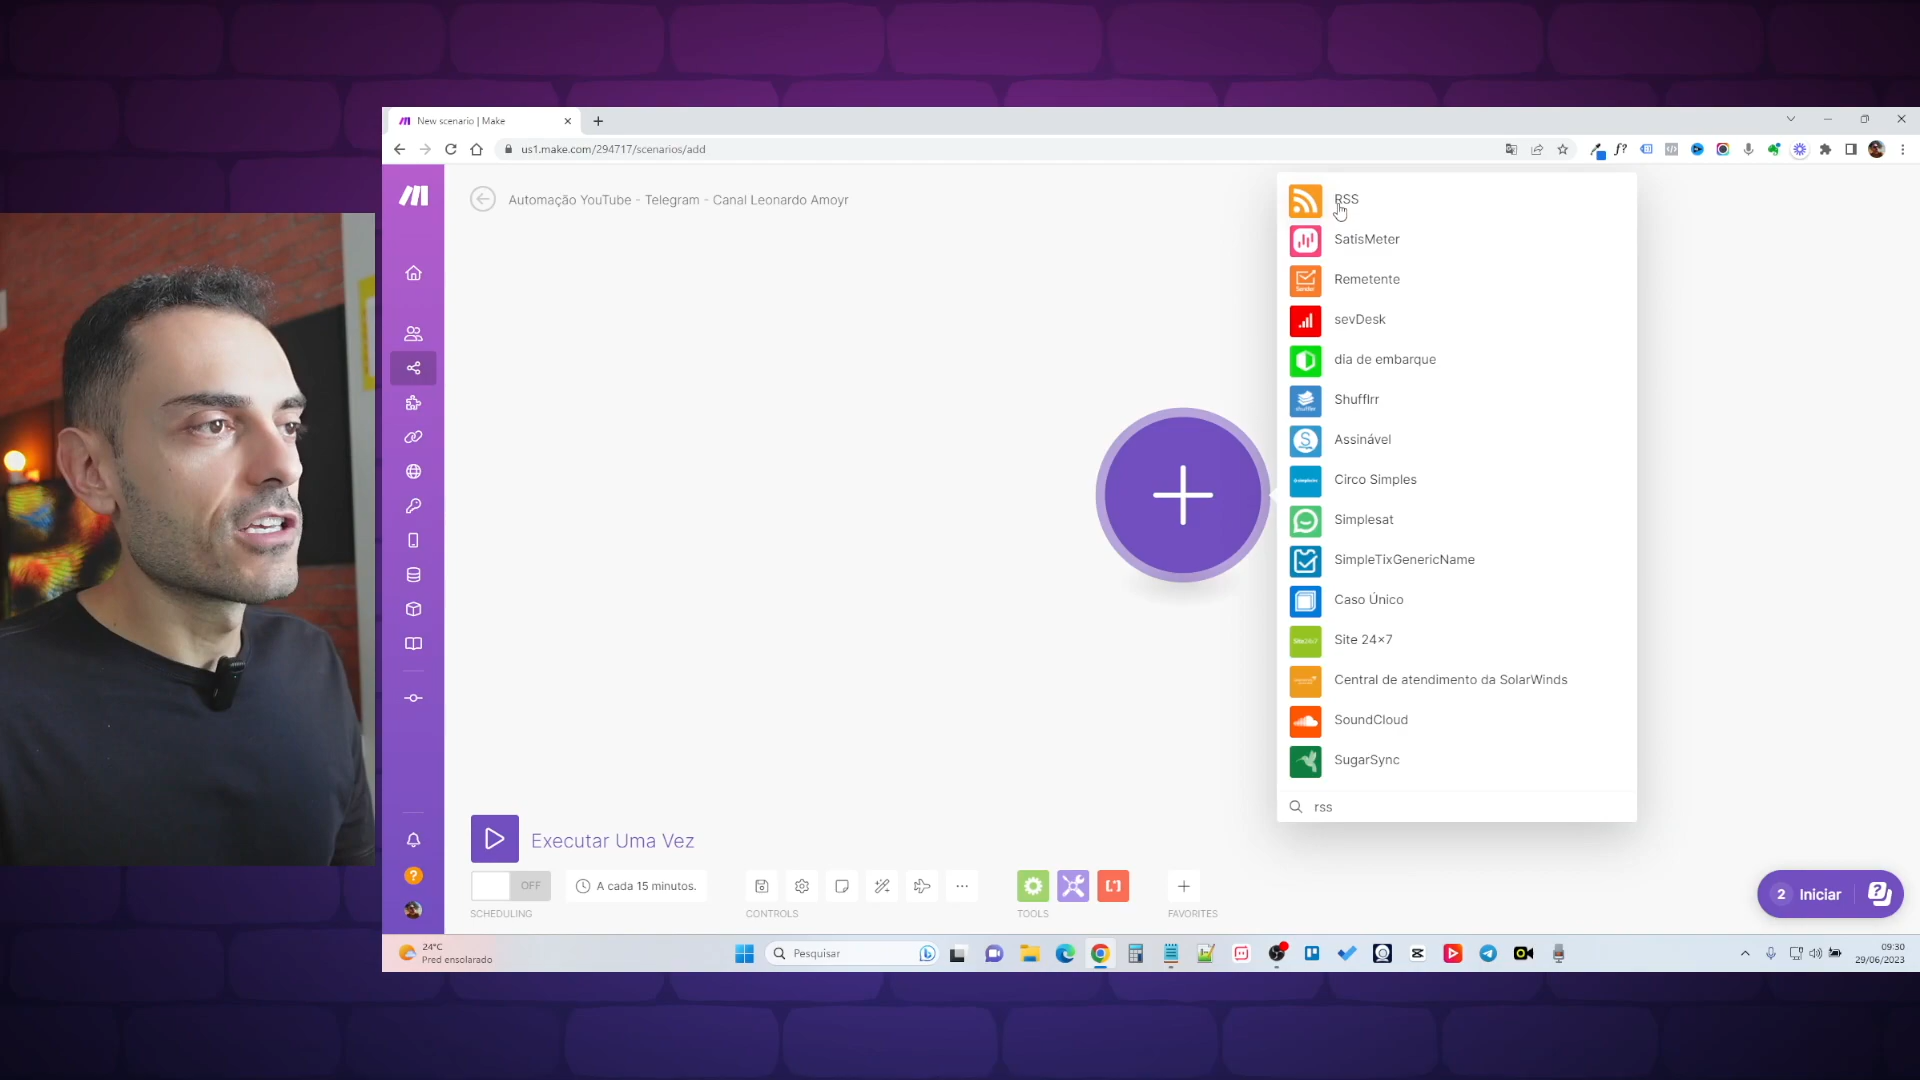 New scenario | Make
us1.make.com/294717/scenarios/add
Automação YouTube - Telegram - Canal Leonardo Amoyr
RSS
SatisMeter
Remetente
sevDesk
dia de embarque
Shufflrr
Assinável
Circo Simples
Simplesat
SimpleTixGenericName
Caso Único
Site 24x7
Central de atendimento da SolarWinds
SoundCloud
SugarSync
rss
Executar Uma Vez
OFF
A cada 15 minutos.
SCHEDULING
CONTROLS
TOOLS
FAVORITES
2 Iniciar
24°C
Pred ensolarado
Pesquisar
09:30
29/06/2023